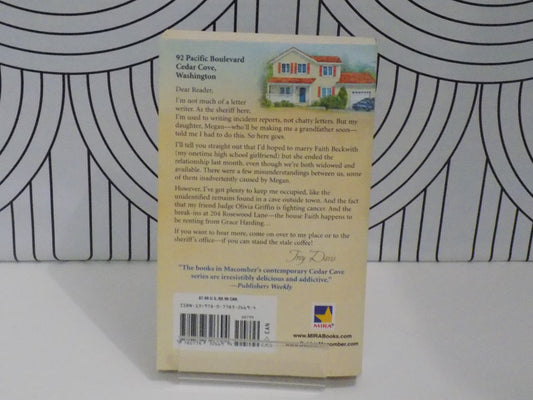 92 Pacific Boulevard
Cedar Cove,
Washington
Dear Reader,
I'm not much of a letter
writer. As the sheriff here,
I'm used to writing incident reports, not chatty letters. But my
daughter, Megan—who'll be making me a grandfather soon—
told me I had to do this. So here goes.
I'll tell you straight out that I'd hoped to marry Faith Beckwith
(my onetime high school girlfriend) but she ended the
relationship last month, even though we're both widowed and
available. There were a few misunderstandings between us, some
of them inadvertently caused by Megan.
However, I've got plenty to keep me occupied, like the
unidentified remains found in a cave outside town. And the fact
that my friend Judge Olivia Griffin is fighting cancer. And the
break-ins at 204 Rosewood Lane—the house Faith happens to
be renting from Grace Harding...
If you want to hear more, come on over to my place or to the
sheriff's office—if you can stand the stale coffee!
Troy Davis
"The books in Macomber's contemporary Cedar Cove
series are irresistibly delicious and addictive."
—Publishers Weekly
ISBN-13: 978-0-7783-2669-4
CAN
MIRA®
www.MIRABooks.com